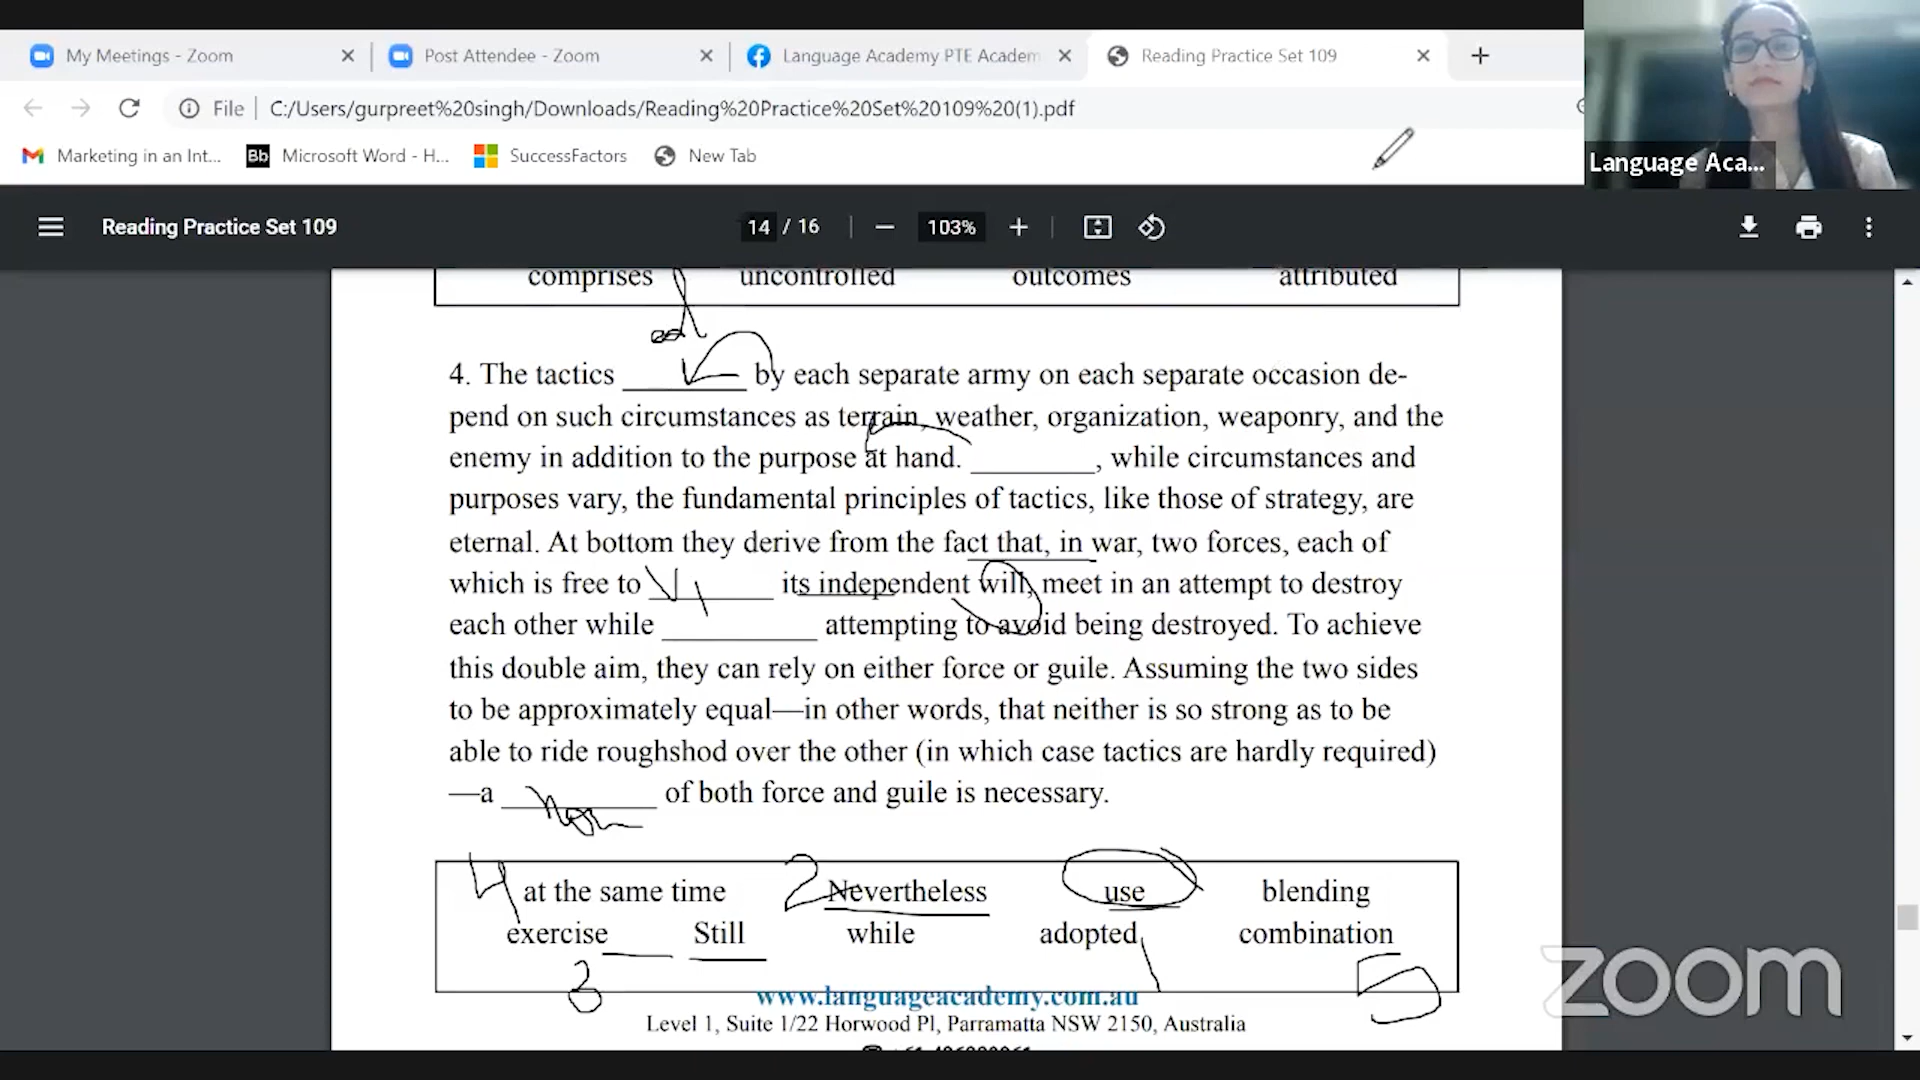 My Meetings - Zoom
Post Attendee - Zoom
Language Academy PTE Academ
Reading Practice Set 109
File C:/Users/gurpreet%20singh/Downloads/Reading%20Practice%20Set%20109%20(1).pdf
Marketing in an Int...
Bb Microsoft Word - H...
SuccessFactors
New Tab
Language Aca...
Reading Practice Set 109
14 / 16
103%
comprises uncontrolled outcomes attributed
ed
4. The tactics ________ by each separate army on each separate occasion de-
pend on such circumstances as terrain, weather, organization, weaponry, and the
enemy in addition to the purpose at hand. ________, while circumstances and
purposes vary, the fundamental principles of tactics, like those of strategy, are
eternal. At bottom they derive from the fact that, in war, two forces, each of
which is free to ________ its independent will, meet in an attempt to destroy
each other while __________ attempting to avoid being destroyed. To achieve
this double aim, they can rely on either force or guile. Assuming the two sides
to be approximately equal—in other words, that neither is so strong as to be
able to ride roughshod over the other (in which case tactics are hardly required)
—a __________ of both force and guile is necessary.
4 at the same time 2 Nevertheless use blending
exercise Still while adopted combination
3 1 5
www.languageacademy.com.au
Level 1, Suite 1/22 Horwood Pl, Parramatta NSW 2150, Australia
zoom